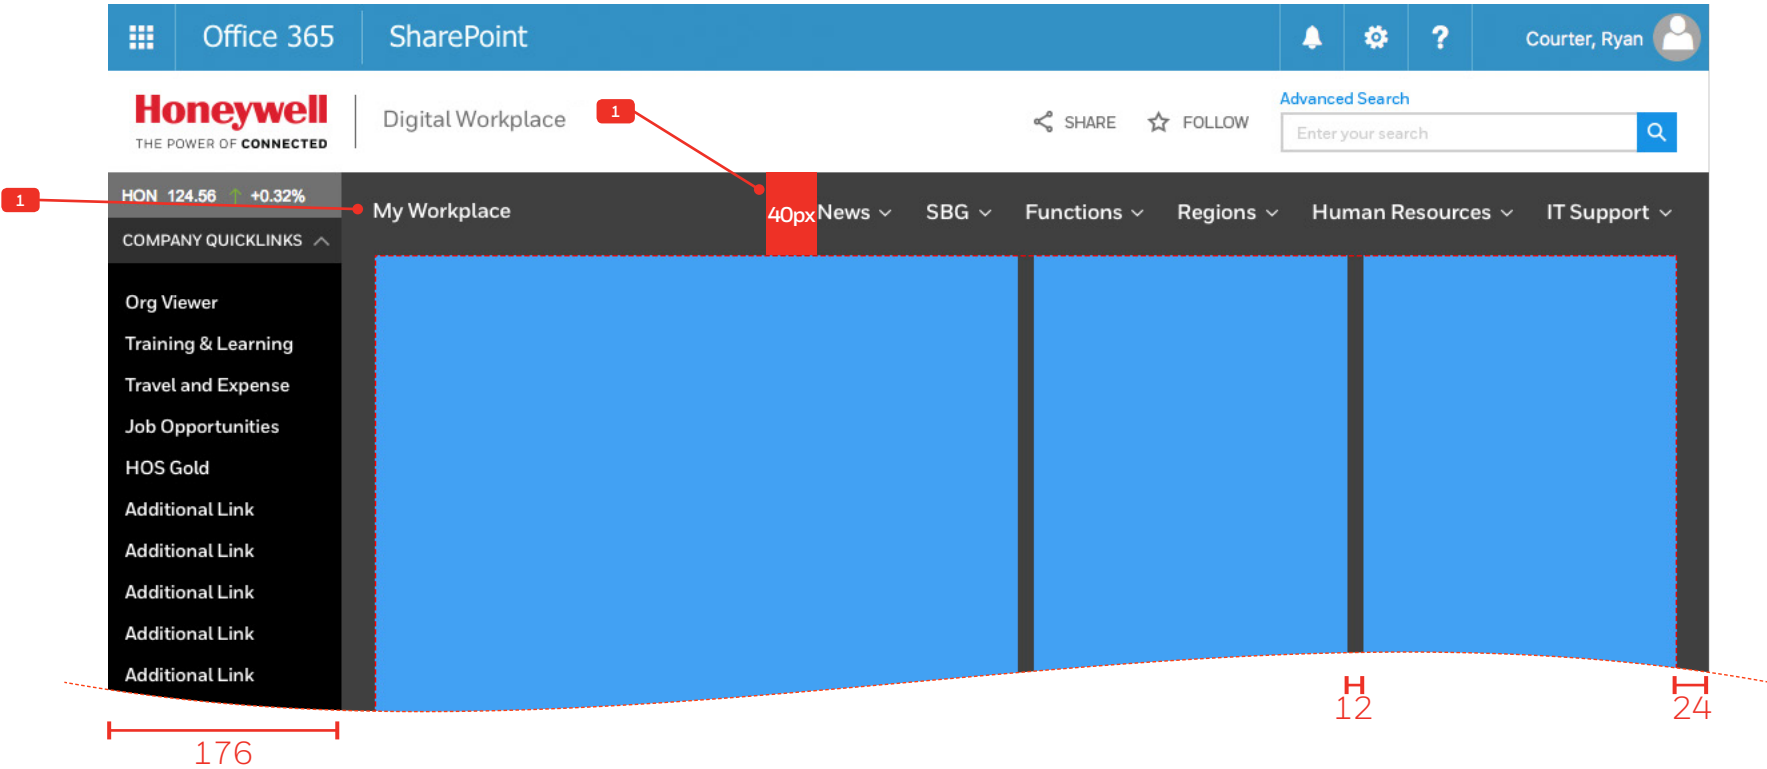 Office 365
SharePoint
Courter, Ryan
Honeywell
THE POWER OF CONNECTED
Digital Workplace
1
SHARE
FOLLOW
Advanced Search
Enter your search
1
HON 124.56 ↑ +0.32%
COMPANY QUICKLINKS
My Workplace
40px
News
SBG
Functions
Regions
Human Resources
IT Support
Org Viewer
Training & Learning
Travel and Expense
Job Opportunities
HOS Gold
Additional Link
Additional Link
Additional Link
Additional Link
Additional Link
12
24
176